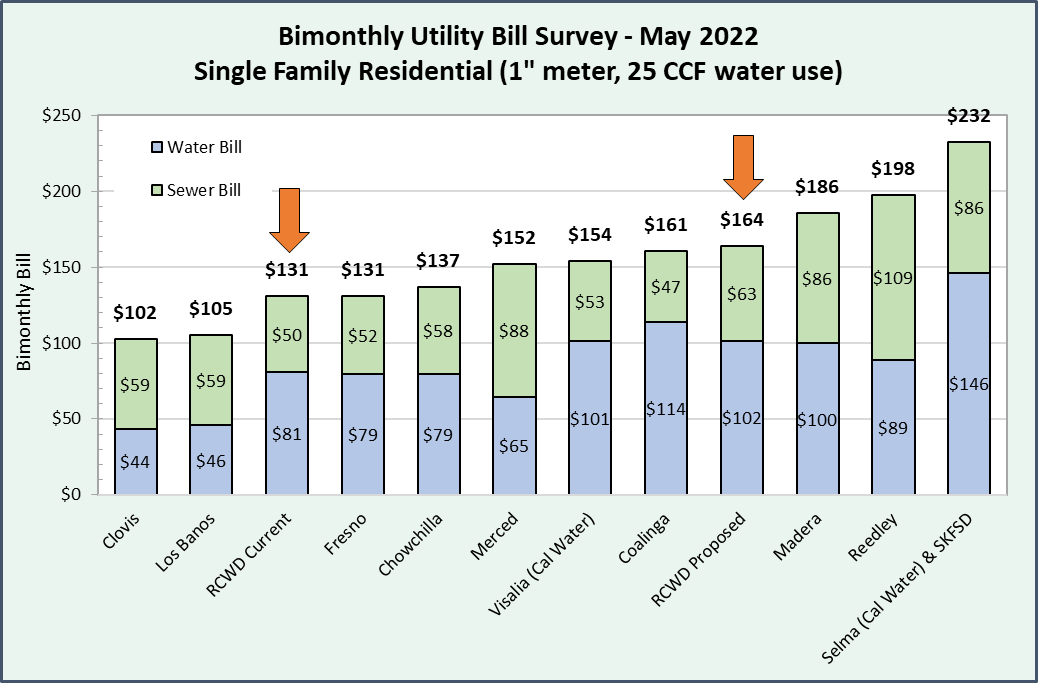 Bimonthly Utility Bill Survey - May 2022
Single Family Residential (1" meter, 25 CCF water use)
Bimonthly Bill
$250
$200
$150
$100
$50
$0
Water Bill
Sewer Bill
$102
$105
$131
$131
$137
$152
$154
$161
$164
$186
$198
$232
$59
$59
$50
$52
$58
$88
$53
$47
$63
$86
$109
$86
$44
$46
$81
$79
$79
$65
$101
$114
$102
$100
$89
$146
Clovis
Los Banos
RCWD Current
Fresno
Chowchilla
Merced
Visalia (Cal Water)
Coalinga
RCWD Proposed
Madera
Reedley
Selma (Cal Water) & SKFSD